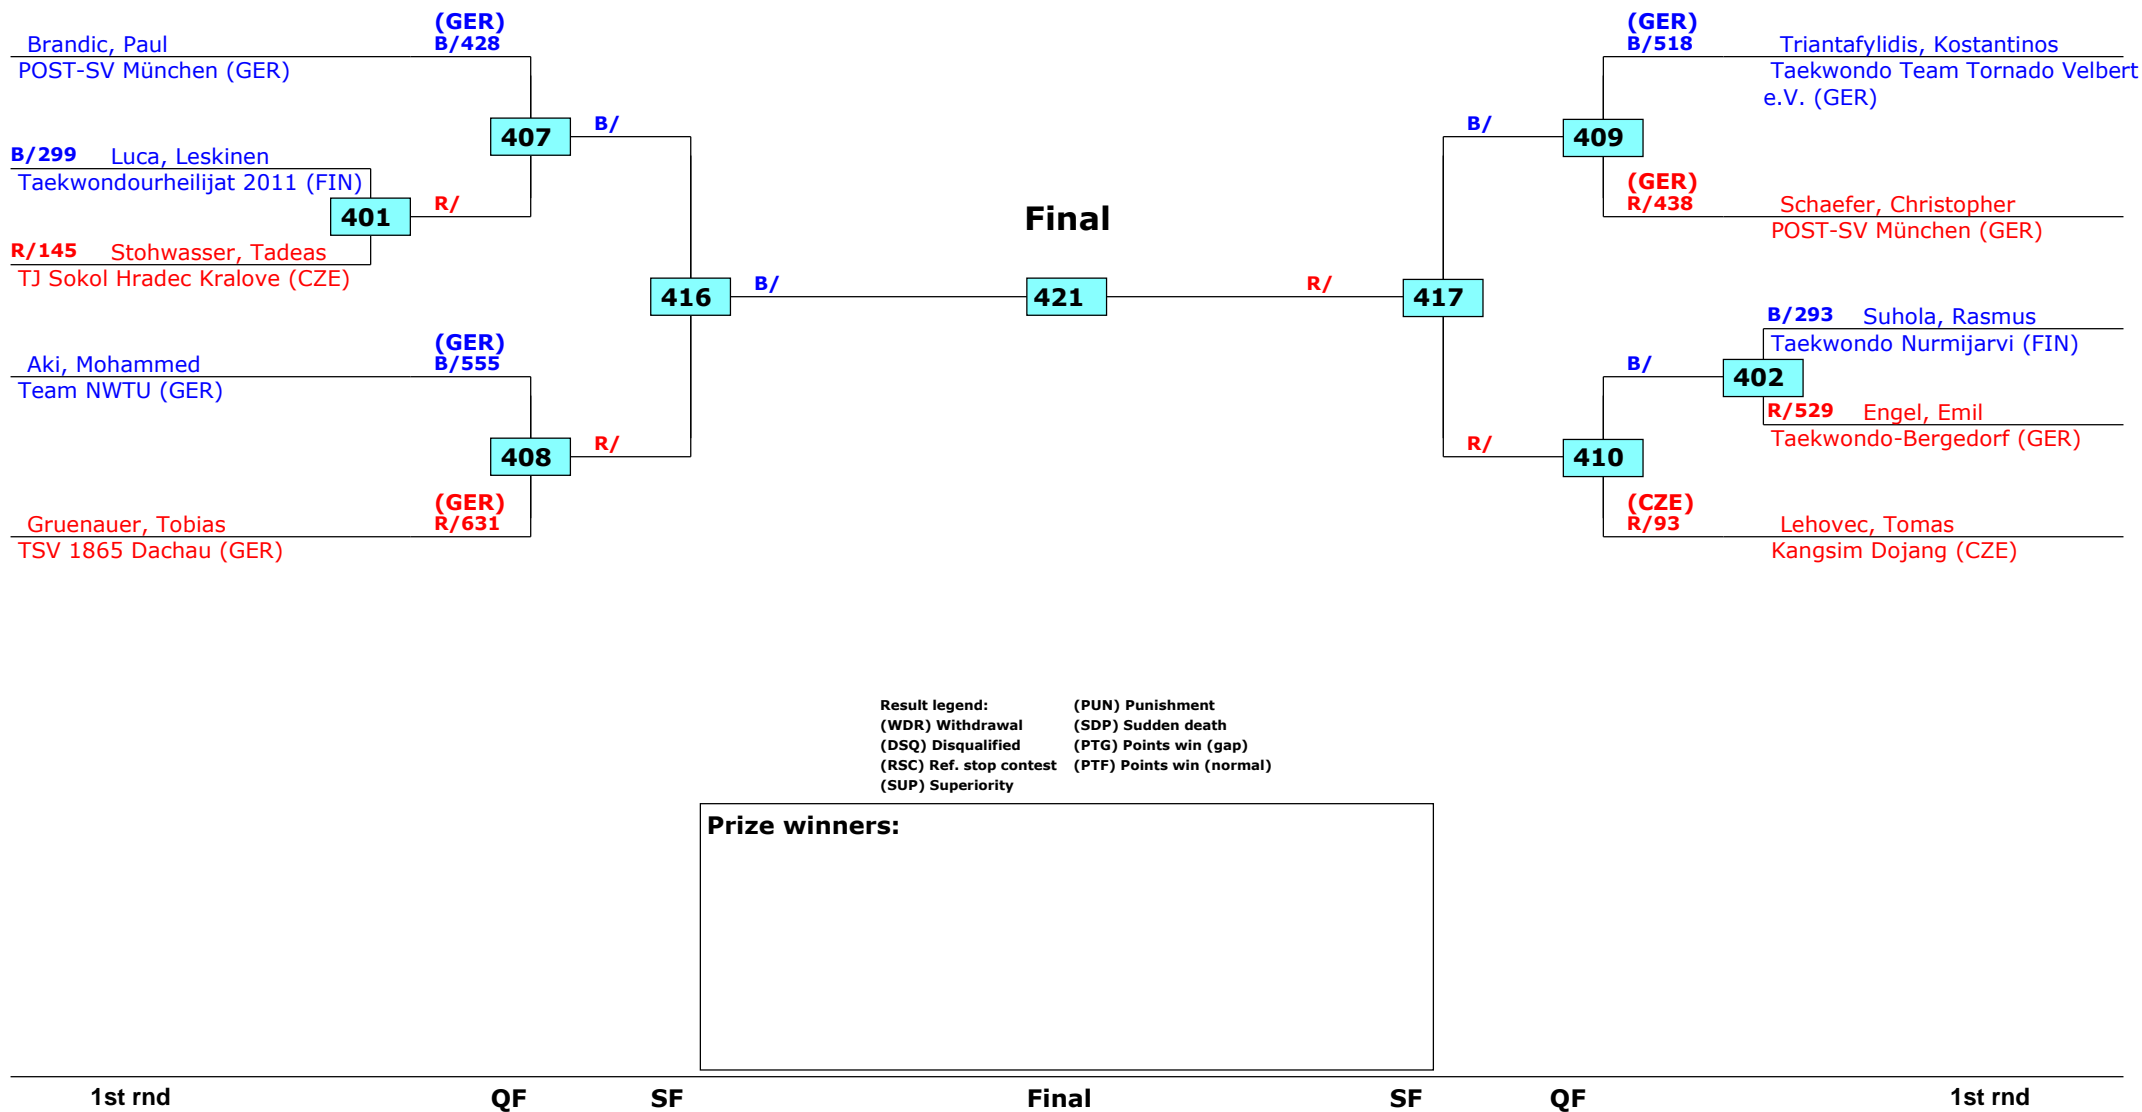 (GER)
B/428
Brandic, Paul
POST-SV München (GER)
407
B/
B/299 Luca, Leskinen
Taekwondourheilijat 2011 (FIN)
401
R/
R/145 Stohwasser, Tadeas
TJ Sokol Hradec Kralove (CZE)
416
B/
(GER)
B/555
Aki, Mohammed
Team NWTU (GER)
408
R/
(GER)
R/631
Gruenauer, Tobias
TSV 1865 Dachau (GER)
Final
421
R/
417
(GER)
B/518
Triantafylidis, Kostantinos
Taekwondo Team Tornado Velbert
e.V. (GER)
B/
409
(GER)
R/438
Schaefer, Christopher
POST-SV München (GER)
B/293 Suhola, Rasmus
Taekwondo Nurmijarvi (FIN)
B/
402
R/529 Engel, Emil
Taekwondo-Bergedorf (GER)
R/
410
(CZE)
R/93
Lehovec, Tomas
Kangsim Dojang (CZE)
Result legend: (PUN) Punishment
(WDR) Withdrawal (SDP) Sudden death
(DSQ) Disqualified (PTG) Points win (gap)
(RSC) Ref. stop contest (PTF) Points win (normal)
(SUP) Superiority
Prize winners:
1st rnd QF SF Final SF QF 1st rnd